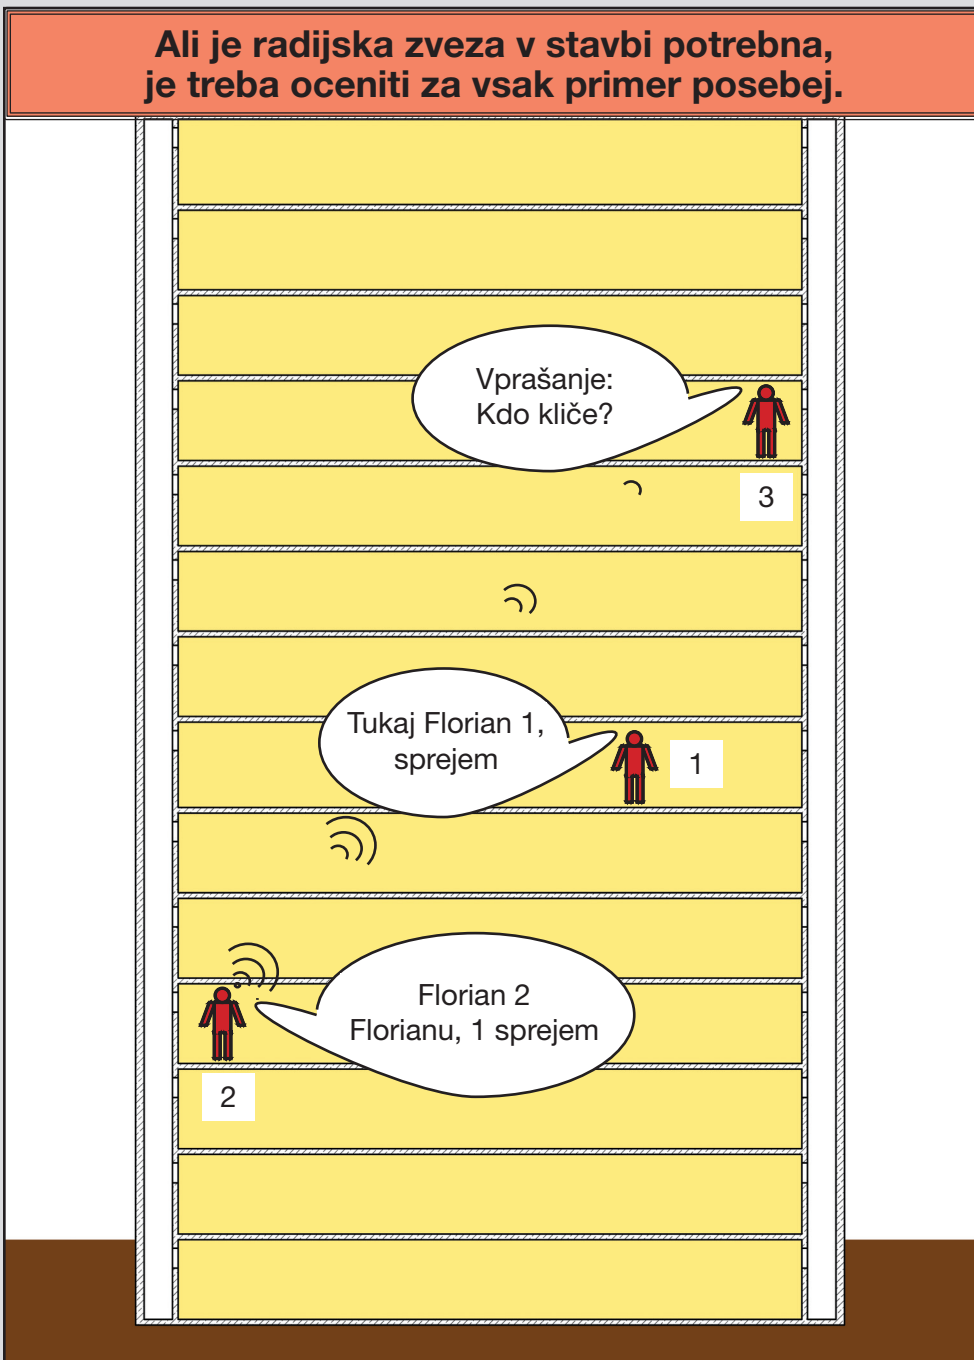 Ali je radijska zveza v stavbi potrebna,
je treba oceniti za vsak primer posebej.
Vprašanje:
Kdo kliče?
3
Tukaj Florian 1,
sprejem
1
Florian 2
Florianu, 1 sprejem
2